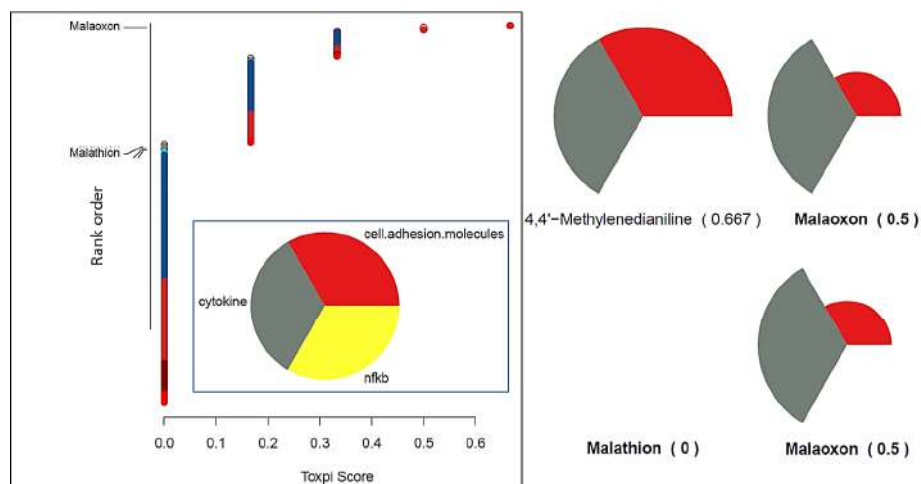 Malaoxon
Malathion
Rank order
cell.adhesion.molecules
cytokine
nfkb
0.0 0.1 0.2 0.3 0.4 0.5 0.6
Toxpi Score
4,4'−Methylenedianiline ( 0.667 )
Malaoxon ( 0.5 )
Malathion ( 0 )
Malaoxon ( 0.5 )